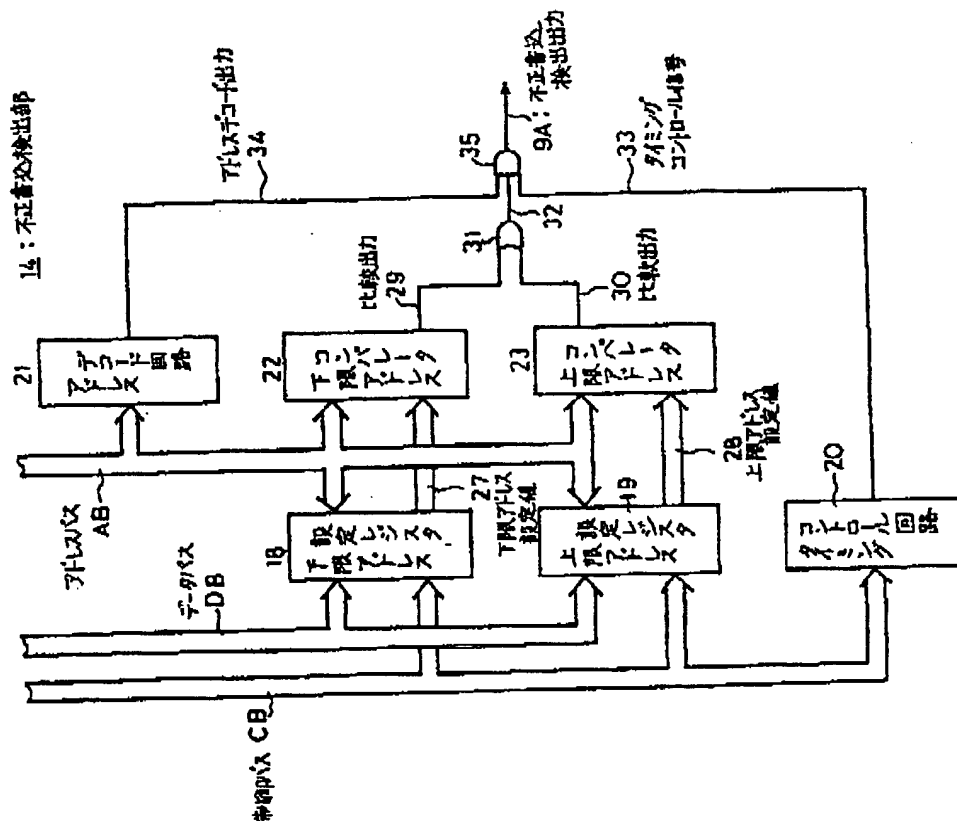 14：不正書込検出部
アドレスバス
AB
データバス
DB
制御バス CB
21
アドレス
デコード回路
22
下限
アドレス
コンパレータ
23
上限
アドレス
コンパレータ
18
下限
アドレス
設定レジスタ
19
上限
アドレス
設定レジスタ
20
タイミング
コントロール回路
27
下限アドレス
設定値
28
上限アドレス
設定値
比較出力
29
30
比較出力
31
32
33
タイミング
コントロール信号
アドレスデコード出力
34
35
9A：不正書込
検出出力